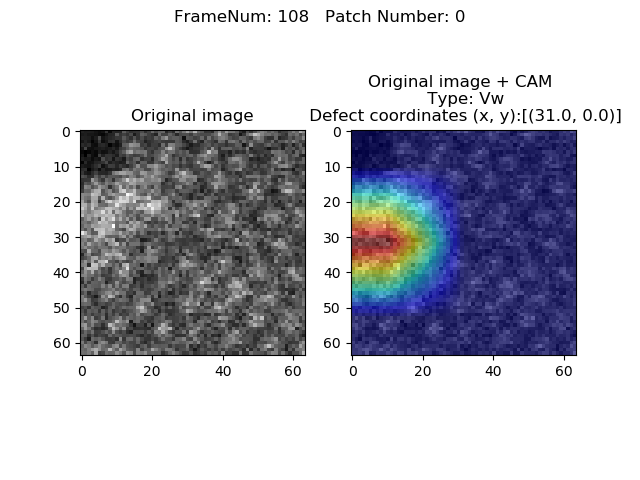 FrameNum: 108   Patch Number: 0
Original image
0
10
20
30
40
50
60
0 20 40 60
Original image + CAM
Type: Vw
Defect coordinates (x, y):[(31.0, 0.0)]
0
10
20
30
40
50
60
0 20 40 60